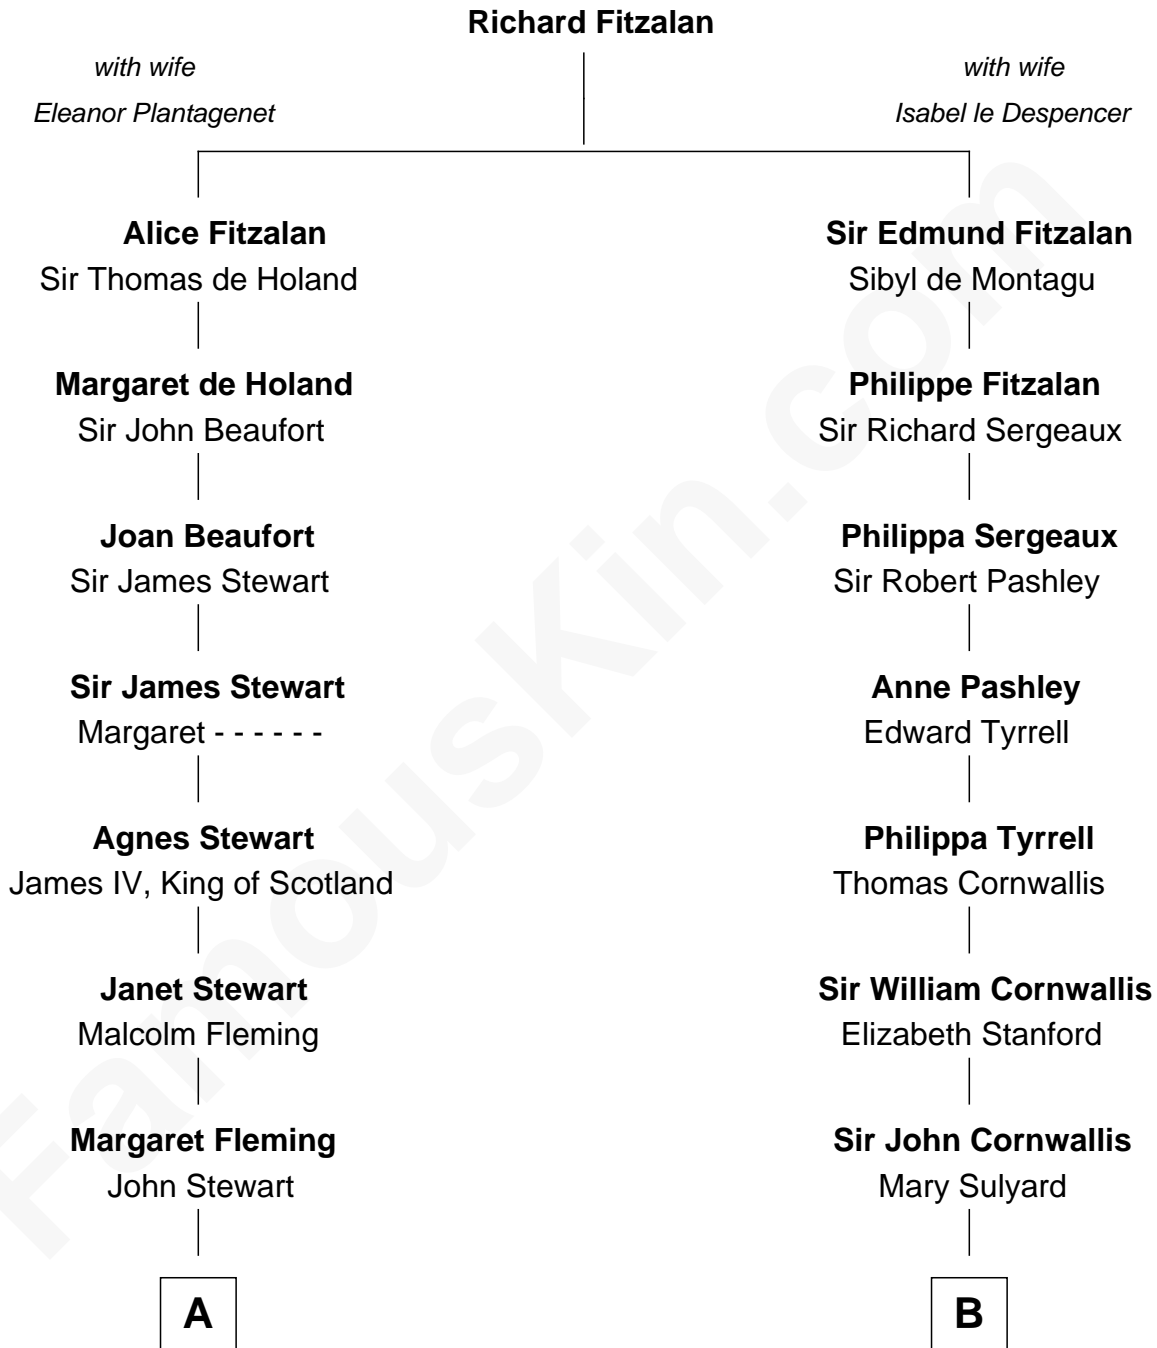 Richard Fitzalan
with wife
Eleanor Plantagenet
with wife
Isabel le Despencer
Alice Fitzalan
Sir Thomas de Holand
Margaret de Holand
Sir John Beaufort
Joan Beaufort
Sir James Stewart
Sir James Stewart
Margaret - - - - - -
Agnes Stewart
James IV, King of Scotland
Janet Stewart
Malcolm Fleming
Margaret Fleming
John Stewart
A
Sir Edmund Fitzalan
Sibyl de Montagu
Philippe Fitzalan
Sir Richard Sergeaux
Philippa Sergeaux
Sir Robert Pashley
Anne Pashley
Edward Tyrrell
Philippa Tyrrell
Thomas Cornwallis
Sir William Cornwallis
Elizabeth Stanford
Sir John Cornwallis
Mary Sulyard
B
FamousKin.com